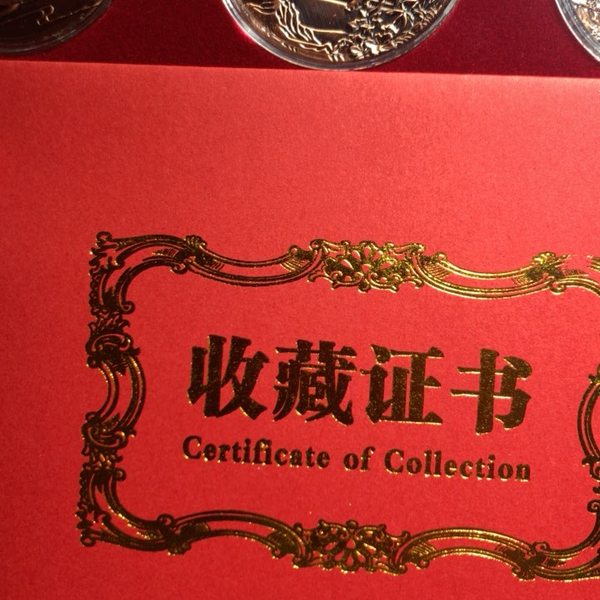 收藏证书
Certificate of Collection